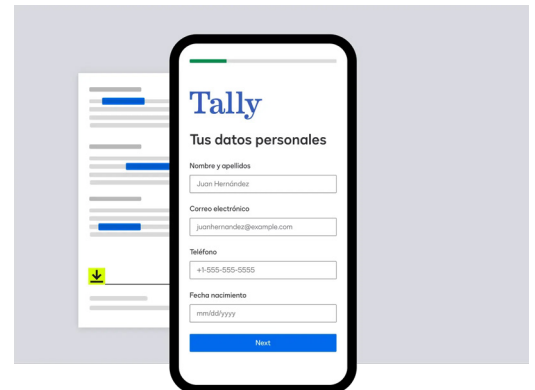 Tally
Tus datos personales
Nombre y apellidos
Juan Hernández
Correo electrónico
juanhernandez@example.com
Teléfono
+1-555-555-5555
Fecha nacimiento
mm/dd/yyyy
Next